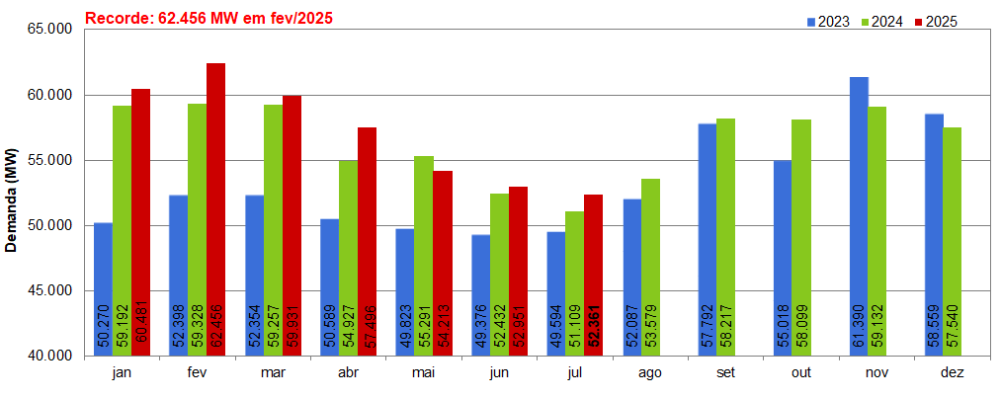 Recorde: 62.456 MW em fev/2025
2023 2024 2025
Demanda (MW)
65.000
60.000
55.000
50.000
45.000
40.000
50.270 59.192 60.481
52.398 59.328 62.456
52.354 59.257 59.931
50.589 54.927 57.436
49.823 55.291 54.213
49.376 52.432 52.951
49.594 51.109 52.361
52.087 53.579
57.792 58.217
55.018 58.099
61.390 59.132
58.559 57.540
jan fev mar abr mai jun jul ago set out nov dez